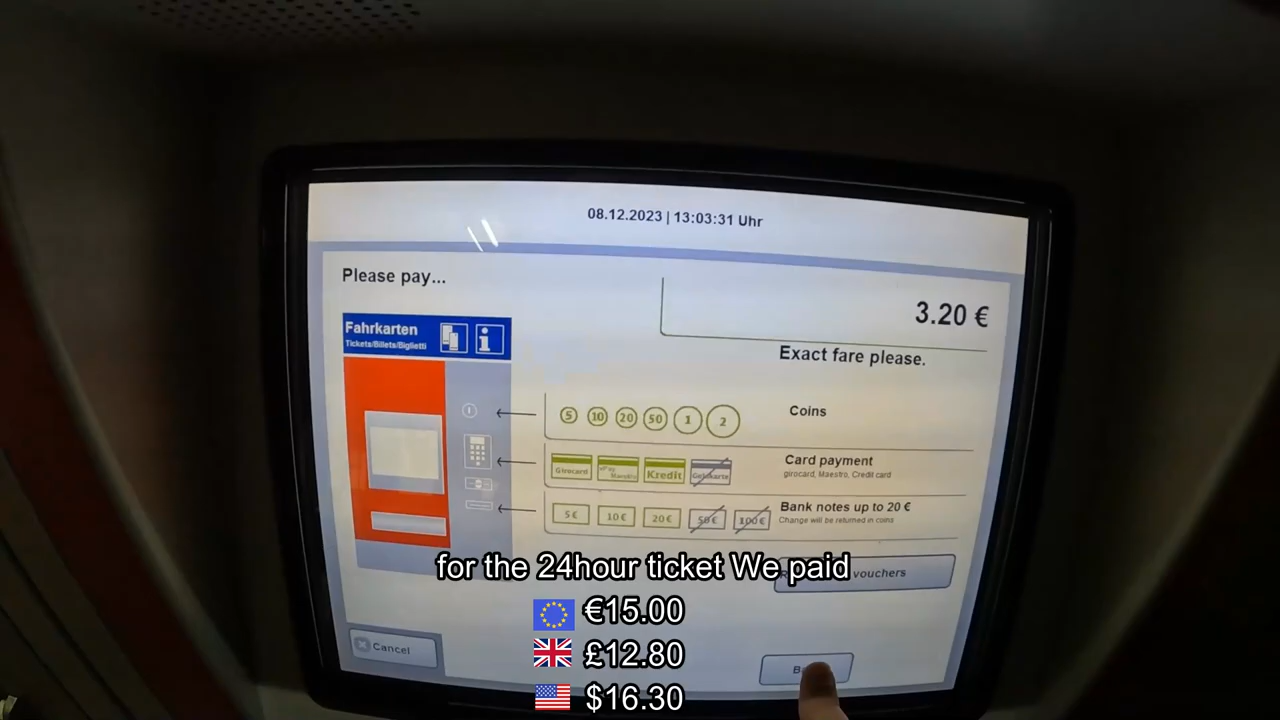 08.12.2023 | 13:03:31 Uhr
Please pay...
3.20 €
Exact fare please.
Fahrkarten
Tickets/Billets/Biglietti
5 10 20 50 1 2
Coins
Girocard Maestro Kredit Geldkarte
Card payment
girocard, Maestro, Credit card
5 € 10 € 20 € 50 € 100 €
Bank notes up to 20 €
Change will be returned in coins
vouchers
for the 24hour ticket We paid
€15.00
£12.80
$16.30
Cancel